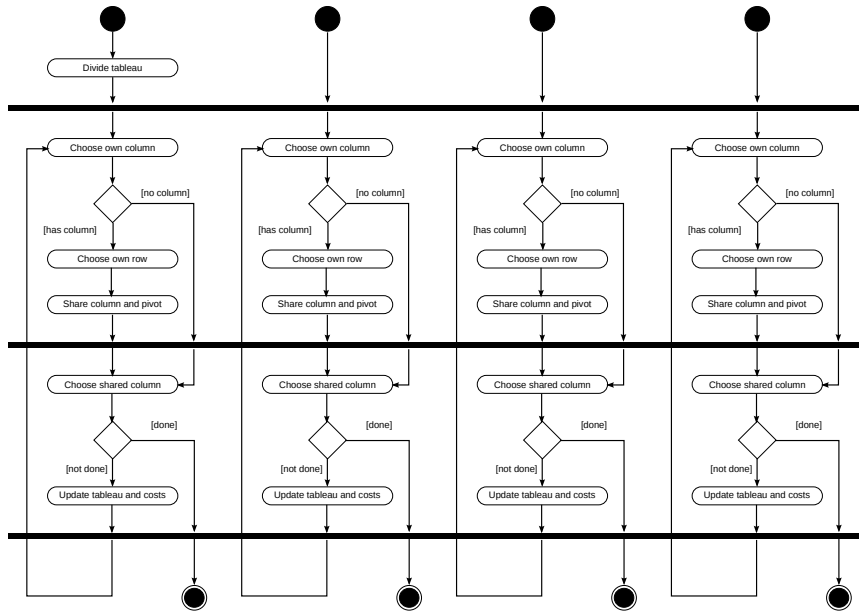 Divide tableau
Choose own column Choose own column Choose own column Choose own column
[no column] [no column] [no column] [no column]
[has column] [has column] [has column] [has column]
Choose own row Choose own row Choose own row Choose own row
Share column and pivot Share column and pivot Share column and pivot Share column and pivot
Choose shared column Choose shared column Choose shared column Choose shared column
[done] [done] [done] [done]
[not done] [not done] [not done] [not done]
Update tableau and costs Update tableau and costs Update tableau and costs Update tableau and costs